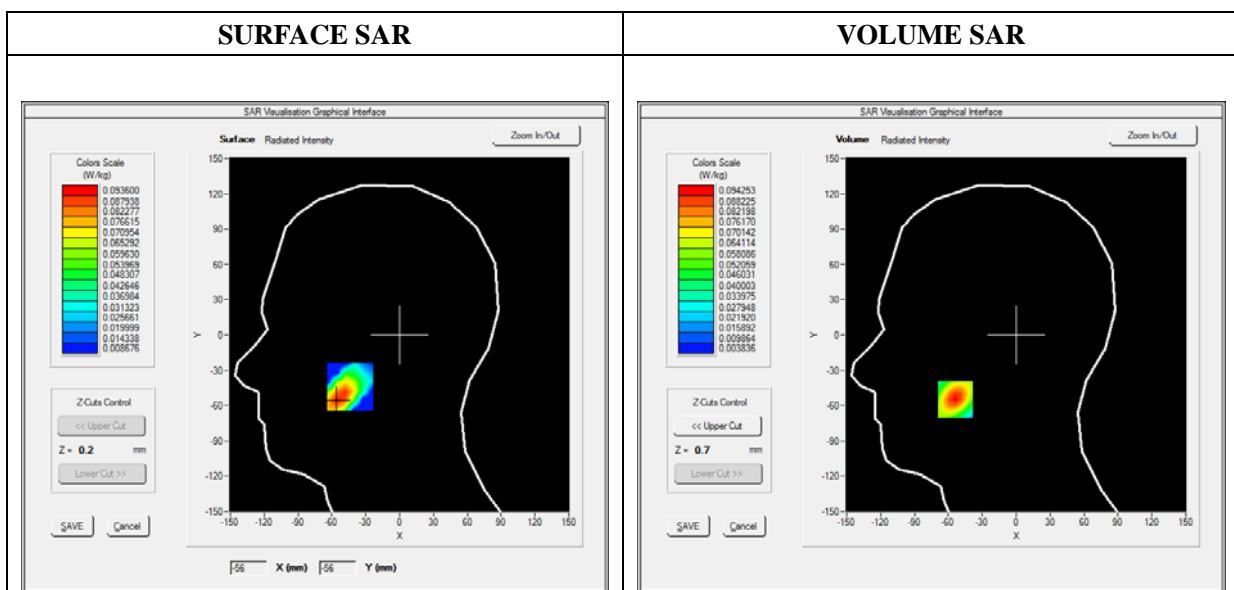 SURFACE SAR
VOLUME SAR
SAR Visualisation Graphical Interface
Surface Radiated Intensity
Zoom In/Out
Colors Scale
(W/kg)
0.093600
0.087938
0.082277
0.076615
0.070954
0.065292
0.059630
0.053969
0.048307
0.042646
0.036984
0.031323
0.025661
0.019999
0.014338
0.008676
150
120
90
60
30
0
-30
-60
-90
-120
-150
Y
-150 -120 -90 -60 -30 0 30 60 90 120 150
X
Z-Cuts Control
<< Upper Cut
Z = 0.2 mm
Lower Cut >>
SAVE Cancel
-56 X (mm) -56 Y (mm)
SAR Visualisation Graphical Interface
Volume Radiated Intensity
Zoom In/Out
Colors Scale
(W/kg)
0.094253
0.088225
0.082198
0.076170
0.070142
0.064114
0.058086
0.052059
0.046031
0.040003
0.033975
0.027948
0.021920
0.015892
0.009864
0.003836
150
120
90
60
30
0
-30
-60
-90
-120
-150
Y
-150 -120 -90 -60 -30 0 30 60 90 120 150
X
Z-Cuts Control
<< Upper Cut
Z = 0.7 mm
Lower Cut >>
SAVE Cancel